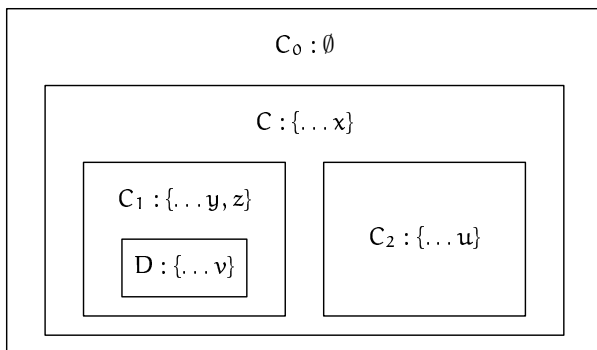 C₀ : ∅
C : {... x}
C₁ : {... y, z}
D : {... v}
C₂ : {... u}